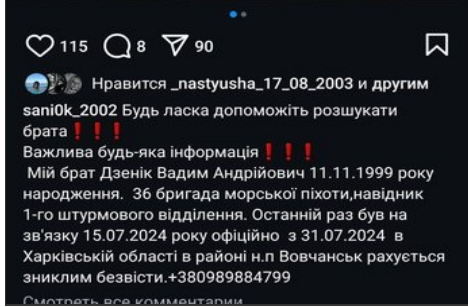 115 8 90
Нравится _nastyusha_17_08_2003 и другим
sani0k_2002 Будь ласка допоможіть розшукати
брата❗❗❗
Важлива будь-яка інформація❗❗❗
Мій брат Дзенік Вадим Андрійович 11.11.1999 року
народження. 36 бригада морської піхоти,навідник
1-го штурмового відділення. Останній раз був на
зв'язку 15.07.2024 року офіційно з 31.07.2024 в
Харківській області в районі н.п Вовчанськ рахується
зниклим безвісти.+380989884799
Смотреть все комментарии